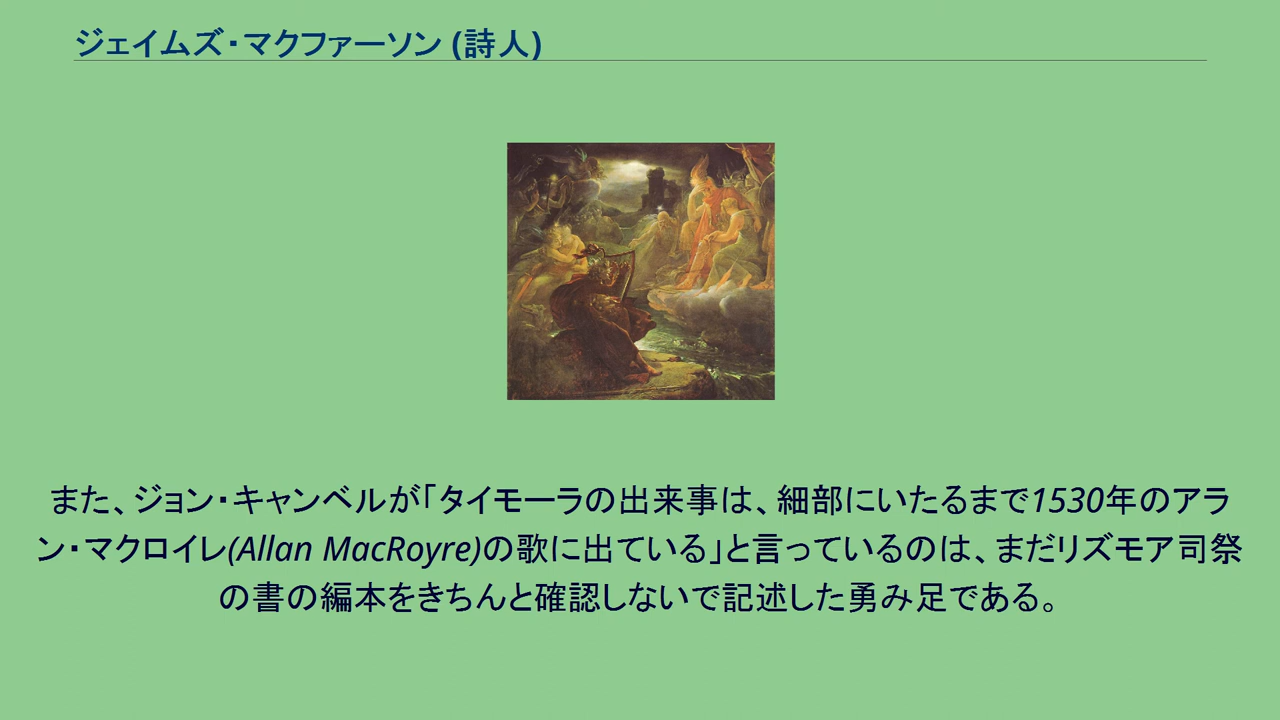 ジェイムズ・マクファーソン (詩人)
また、ジョン・キャンベルが「タイモーラの出来事は、細部にいたるまで1530年のアラ
ン・マクロイレ(Allan MacRoyre)の歌に出ている」と言っているのは、まだリズモア司祭
の書の編本をきちんと確認しないで記述した勇み足である。